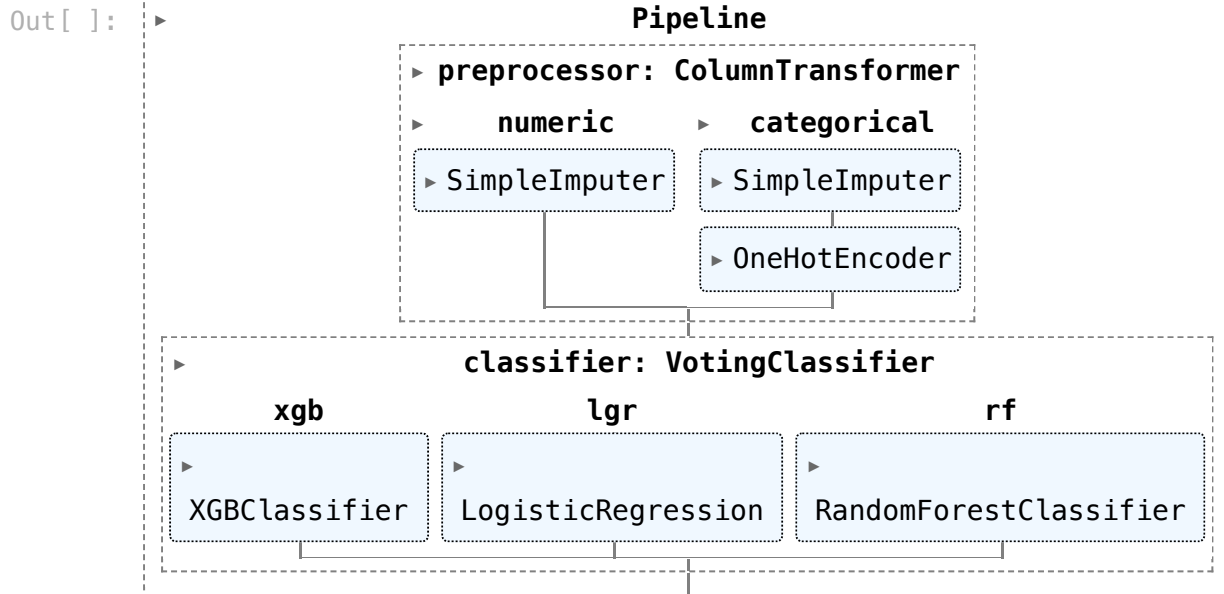 Out[ ]:
Pipeline
preprocessor: ColumnTransformer
numeric categorical
SimpleImputer SimpleImputer
OneHotEncoder
classifier: VotingClassifier
xgb lgr rf
XGBClassifier LogisticRegression RandomForestClassifier